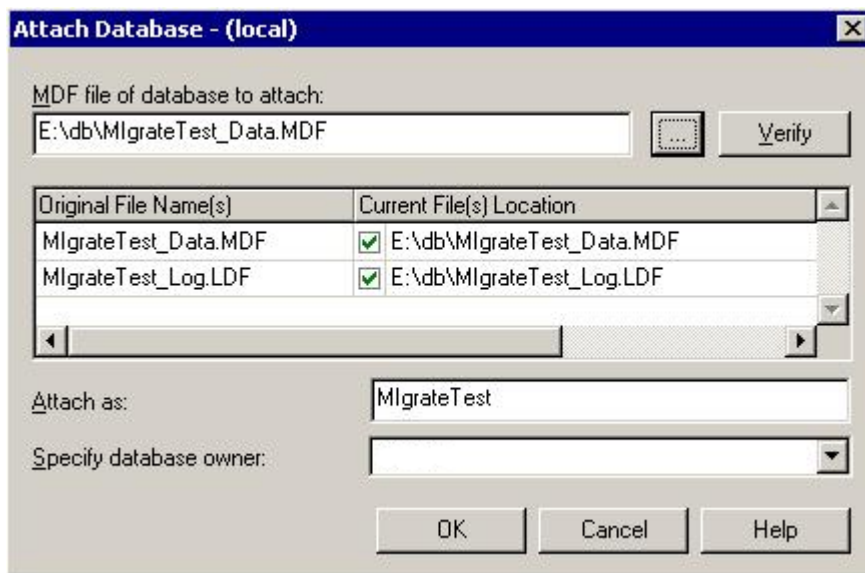 Attach Database - (local)
MDF file of database to attach:
E:\db\MIgrateTest_Data.MDF ... Verify
Original File Name(s) Current File(s) Location
MIgrateTest_Data.MDF E:\db\MIgrateTest_Data.MDF
MIgrateTest_Log.LDF E:\db\MIgrateTest_Log.LDF
Attach as: MIgrateTest
Specify database owner:
OK Cancel Help